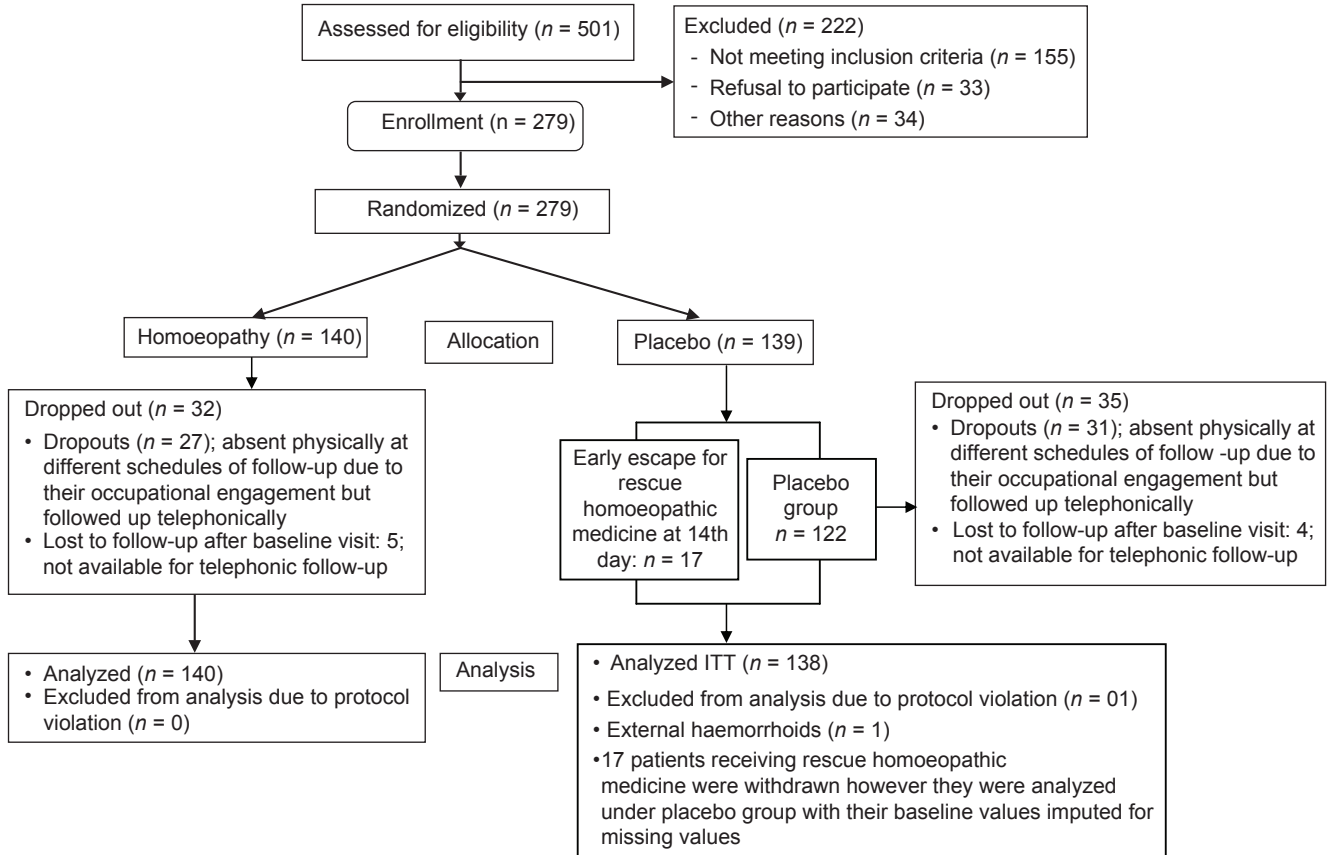 Assessed for eligibility (n = 501)
Excluded (n = 222)
- Not meeting inclusion criteria (n = 155)
- Refusal to participate (n = 33)
- Other reasons (n = 34)
Enrollment (n = 279)
Randomized (n = 279)
Homoeopathy (n = 140)
Allocation
Placebo (n = 139)
Dropped out (n = 32)
• Dropouts (n = 27); absent physically at
different schedules of follow-up due to
their occupational engagement but
followed up telephonically
• Lost to follow-up after baseline visit: 5;
not available for telephonic follow-up
Early escape for
rescue
homoeopathic
medicine at 14th
day: n = 17
Placebo
group
n = 122
Dropped out (n = 35)
• Dropouts (n = 31); absent physically at
different schedules of follow -up due to
their occupational engagement but
followed up telephonically
• Lost to follow-up after baseline visit: 4;
not available for telephonic follow-up
• Analyzed (n = 140)
• Excluded from analysis due to protocol
violation (n = 0)
Analysis
• Analyzed ITT (n = 138)
• Excluded from analysis due to protocol violation (n = 01)
• External haemorrhoids (n = 1)
•17 patients receiving rescue homoeopathic
medicine were withdrawn however they were analyzed
under placebo group with their baseline values imputed for
missing values